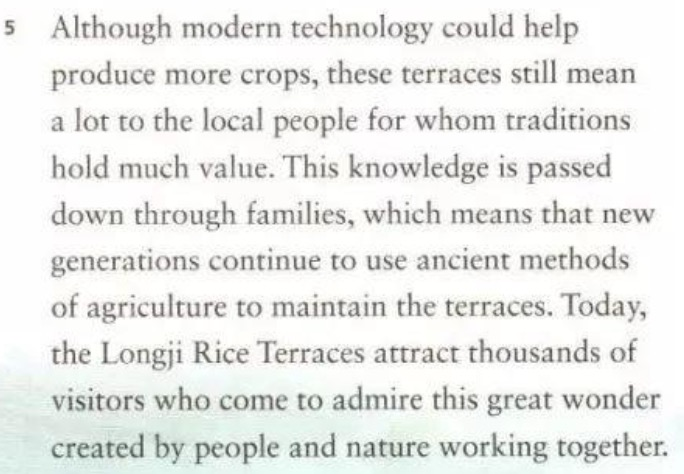 5 Although modern technology could help
produce more crops, these terraces still mean
a lot to the local people for whom traditions
hold much value. This knowledge is passed
down through families, which means that new
generations continue to use ancient methods
of agriculture to maintain the terraces. Today,
the Longji Rice Terraces attract thousands of
visitors who come to admire this great wonder
created by people and nature working together.